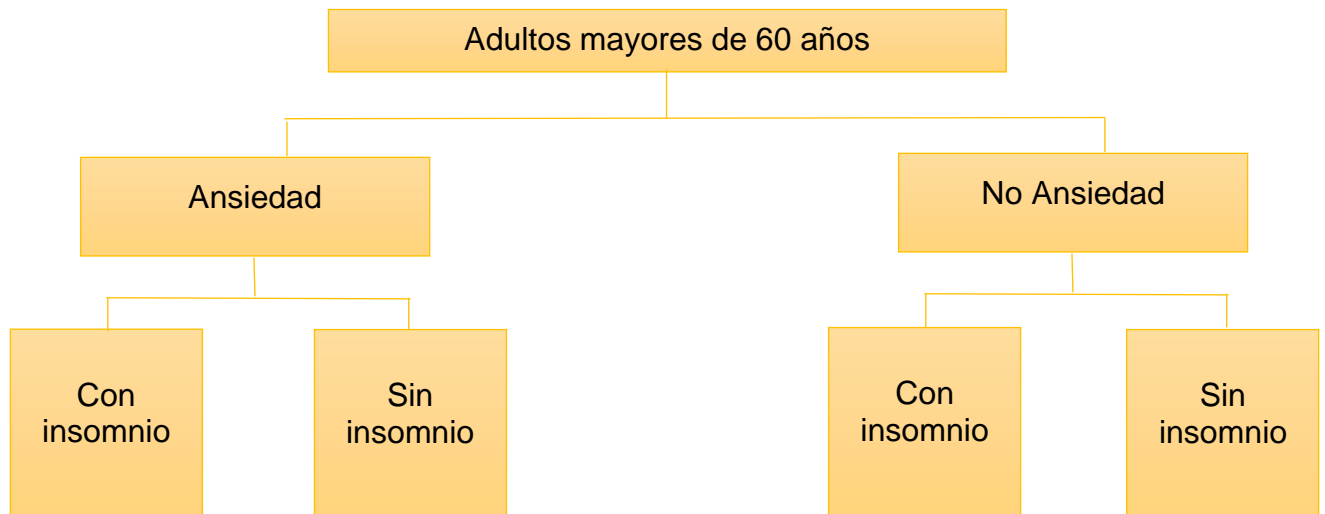 Adultos mayores de 60 años
Ansiedad
No Ansiedad
Con
insomnio
Sin
insomnio
Con
insomnio
Sin
insomnio